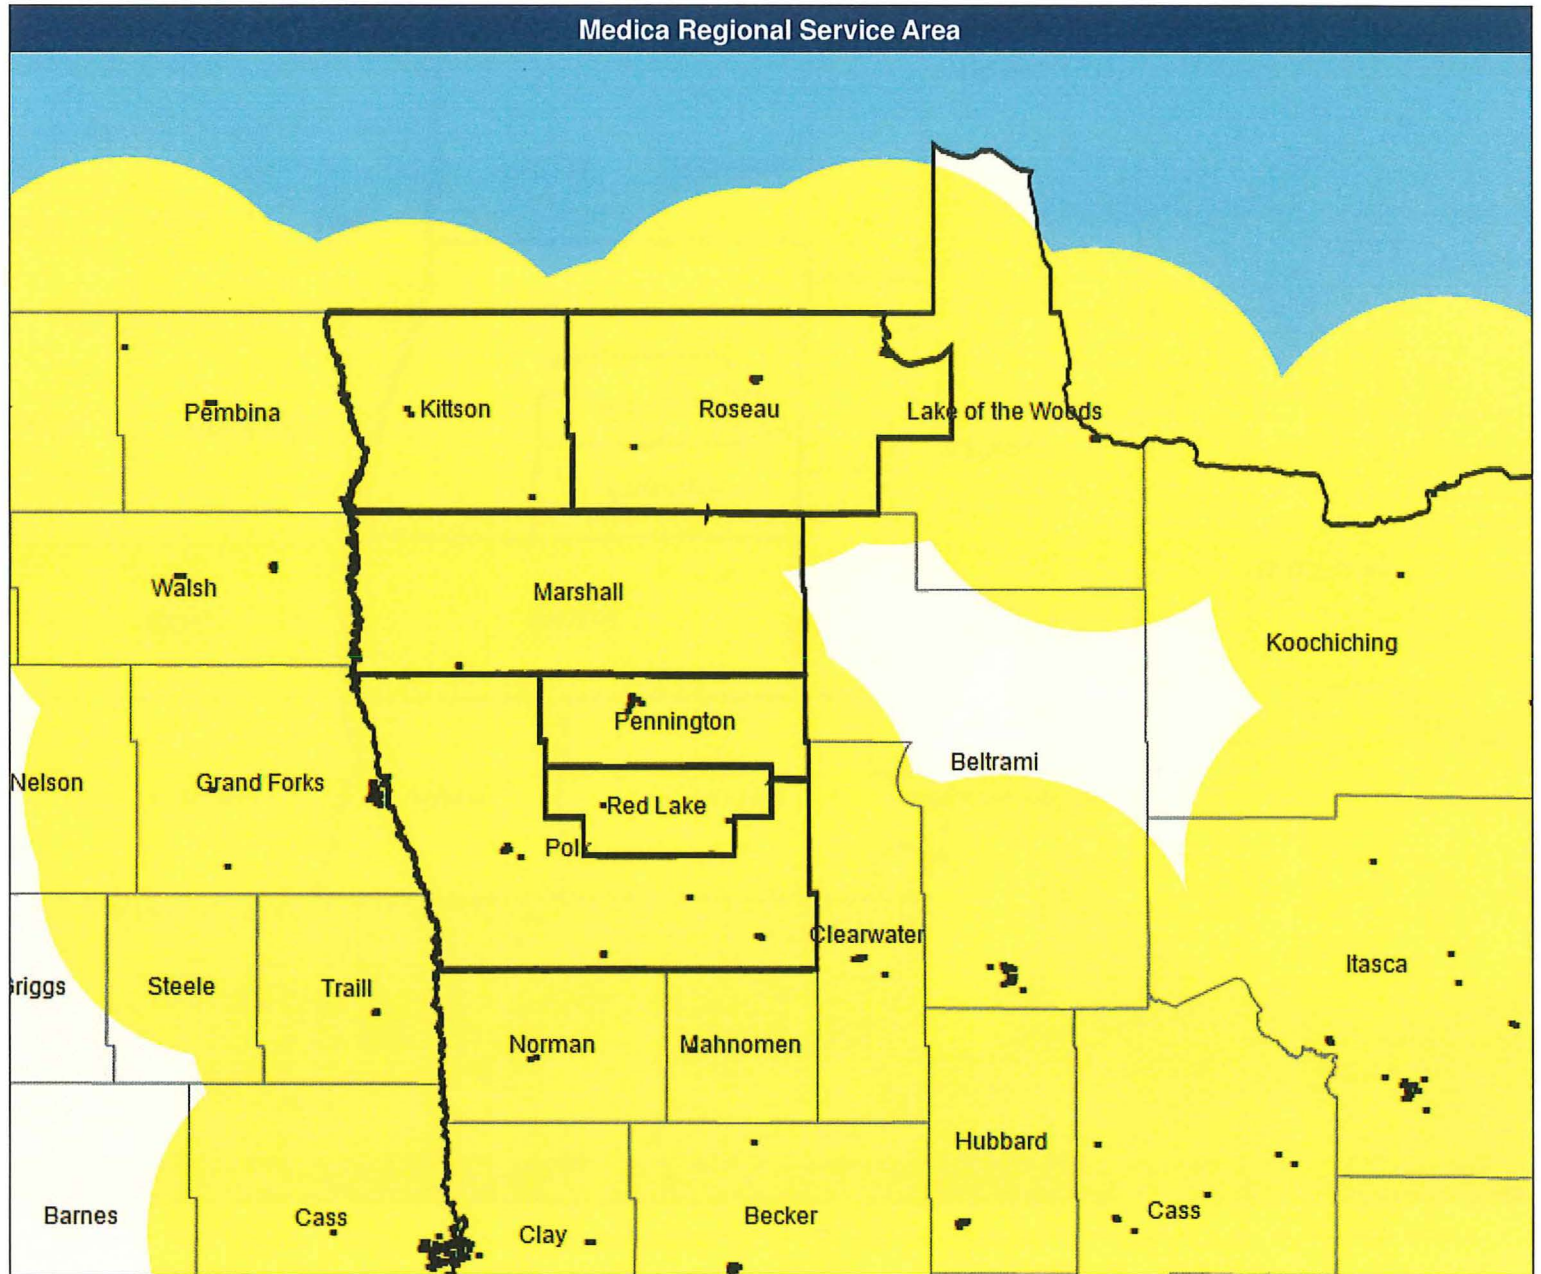 Medica Regional Service Area
Pembina
Kittson
Roseau
Lake of the Woods
Walsh
Marshall
Koochiching
Pennington
Beltrami
Nelson
Grand Forks
Red Lake
Polk
Clearwater
Itasca
riggs
Steele
Traill
Norman
Mahnomen
Hubbard
Barnes
Cass
Clay
Becker
Cass